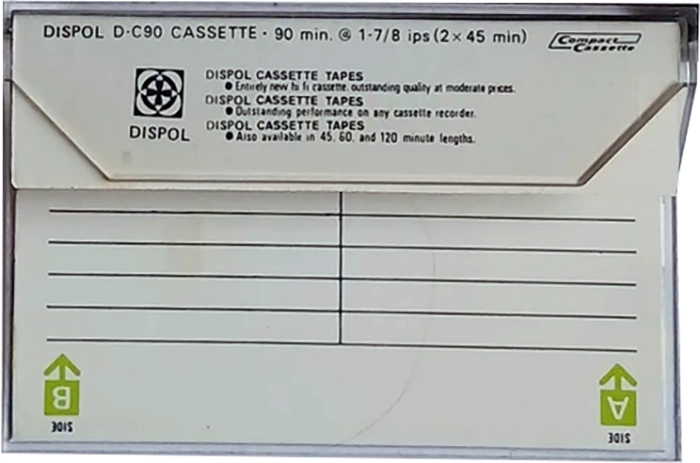 DISPOL D-C90 CASSETTE · 90 min. @ 1-7/8 ips (2 × 45 min)
Compact Cassette
DISPOL
DISPOL CASSETTE TAPES
● Entirely new hi fi cassette, outstanding quality at moderate prices.
DISPOL CASSETTE TAPES
● Outstanding performance on any cassette recorder.
DISPOL CASSETTE TAPES
● Also available in 45, 60, and 120 minute lengths.
B
SIDE
A
SIDE